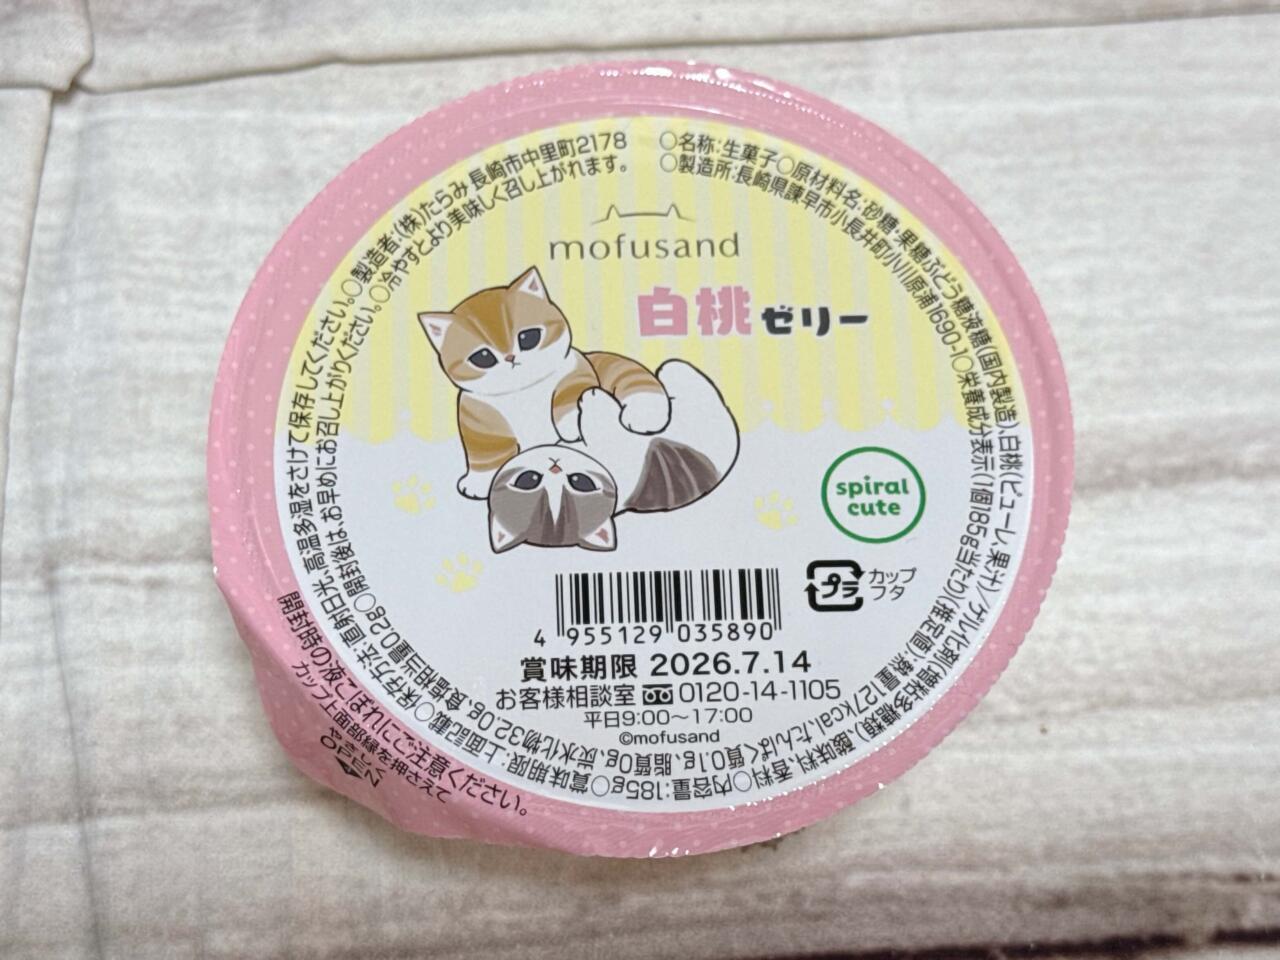 ○名称:生菓子○原材料名:砂糖・果糖ぶどう糖液糖(国内製造)、白桃(ピューレ、果汁)/ゲル化剤(増粘多糖類)、酸味料、香料○内容量:185g○賞味期限:上面記載○保存方法:直射日光、高温多湿をさけて保存してください。○製造者:(株)たらみ 長崎市中里町2178
○製造所:長崎県諫早市小長井町小川原浦1690-1○栄養成分表示(1個185g当たり)(推定値):熱量127kcal、たんぱく質0.1g、脂質0g、炭水化物32.0g、食塩相当量0.2g○開封後は、お早めにお召し上がりください。○冷やすとより美味しく召し上がれます。
mofusand
白桃ゼリー
spiral
cute
プラ
カップ
フタ
4 955129 035890
賞味期限 2026.7.14
お客様相談室 0120-14-1105
平日9:00〜17:00
©mofusand
開封時の液こぼれにご注意ください。
カップ上面部縁を押さえて
やさしく
OPEN